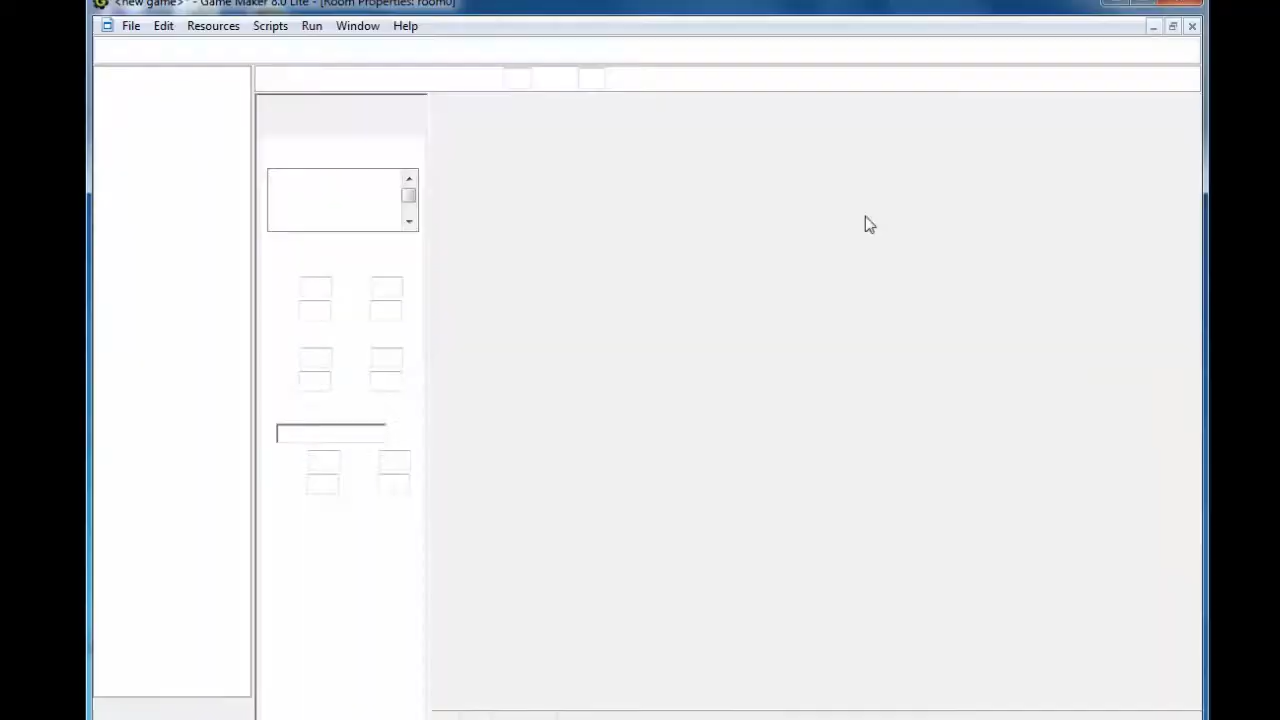 <new game>* - Game Maker 8.0 Lite - [Room Properties: room0]
File Edit Resources Scripts Run Window Help